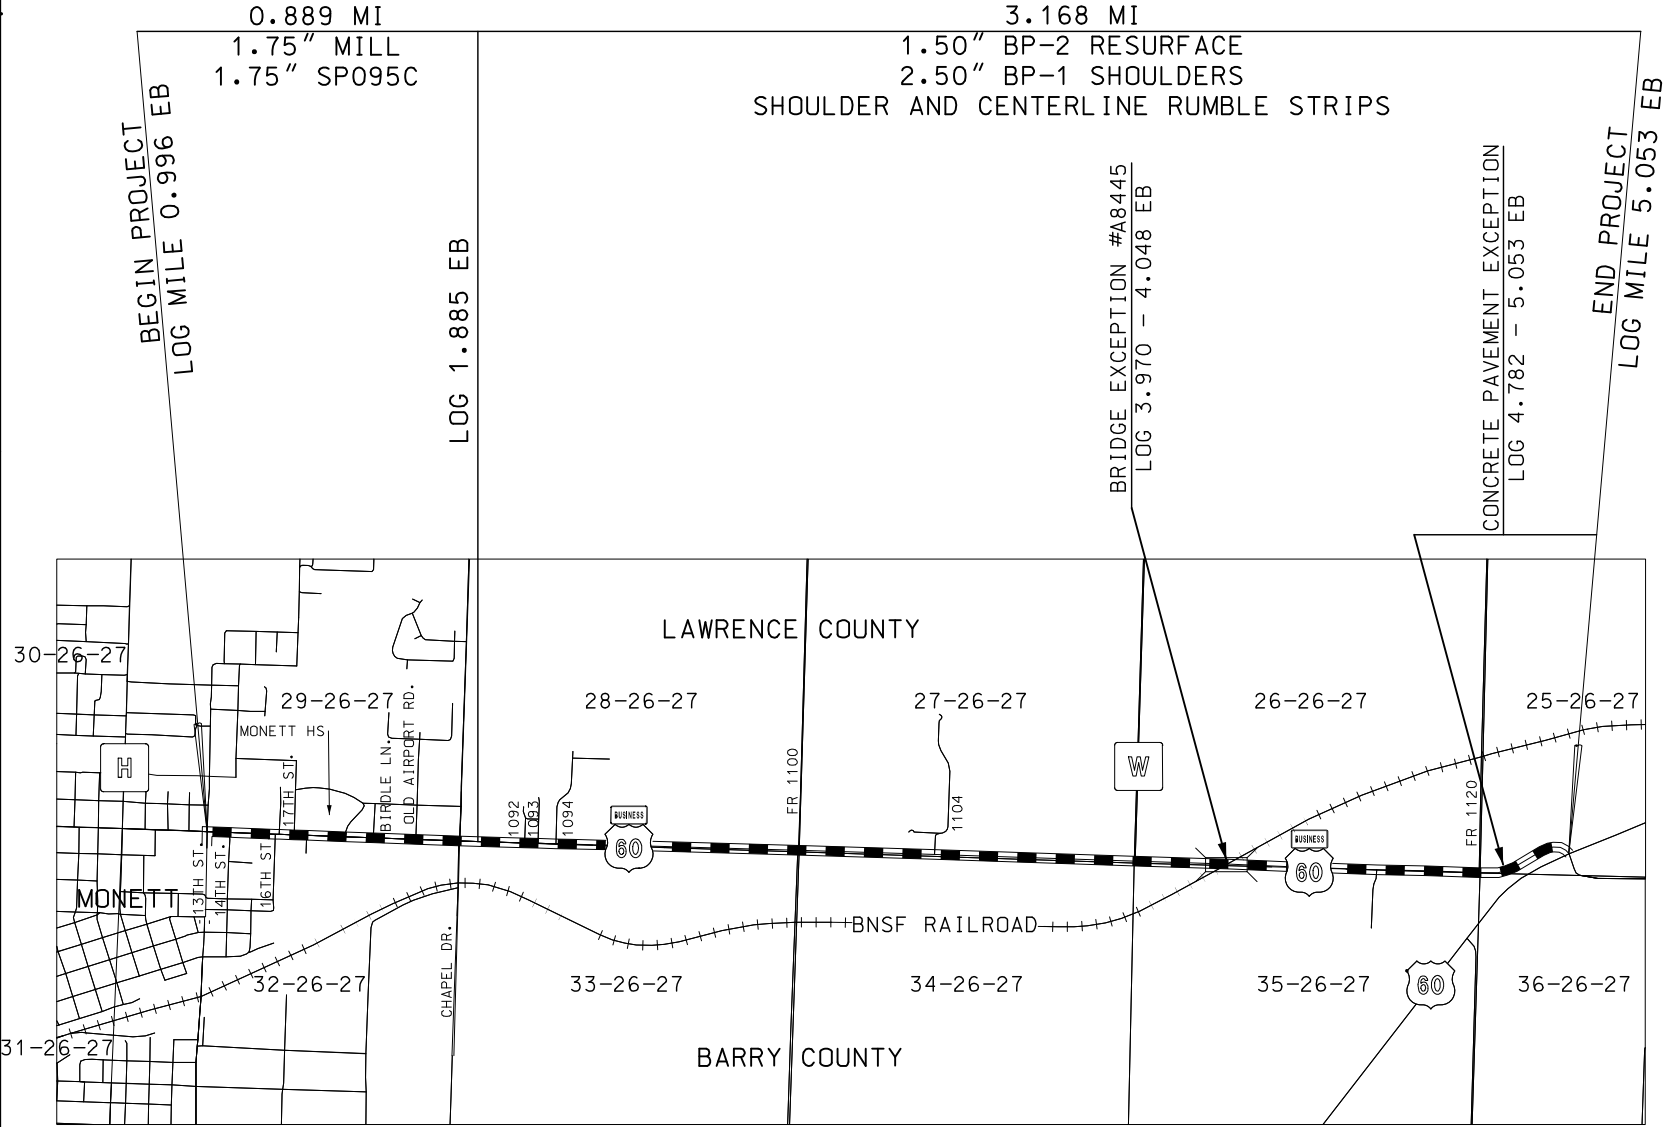 0.889 MI
1.75" MILL
1.75" SP095C
3.168 MI
1.50" BP-2 RESURFACE
2.50" BP-1 SHOULDERS
SHOULDER AND CENTERLINE RUMBLE STRIPS
BEGIN PROJECT
LOG MILE 0.996 EB
LOG 1.885 EB
BRIDGE EXCEPTION #A8445
LOG 3.970 - 4.048 EB
CONCRETE PAVEMENT EXCEPTION
LOG 4.782 - 5.053 EB
END PROJECT
LOG MILE 5.053 EB
LAWRENCE COUNTY
30-26-27
29-26-27
28-26-27
27-26-27
26-26-27
25-26-27
MONETT HS
H
W
17TH ST.
BIRDLE LN.
OLD AIRPORT RD.
1092
1093
1094
FR 1100
1104
FR 1120
BUSINESS
60
BUSINESS
60
13TH ST.
14TH ST.
16TH ST.
MONETT
CHAPEL DR.
BNSF RAILROAD
32-26-27
33-26-27
34-26-27
35-26-27
60
36-26-27
31-26-27
BARRY COUNTY